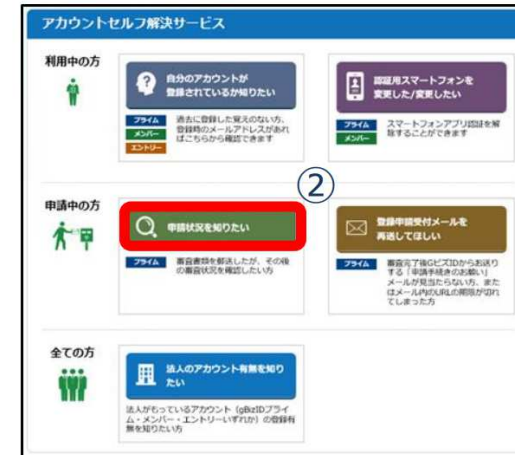 アカウントセルフ解決サービス
利用中の方
自分のアカウントが
登録されているか知りたい
プライム
メンバー
エントリー
過去に登録した覚えのない方、
登録時のメールアドレスがあれ
ばこちらから確認できます
認証用スマートフォンを
変更した/変更したい
プライム
メンバー
スマートフォンアプリ認証を解
除することができます
②
申請中の方
申請状況を知りたい
プライム
審査書類を郵送したが、その後
の審査状況を確認したい方
登録申請受付メールを
再送してほしい
プライム
審査完了後GビズIDからお送り
する「申請手続きのお願い」
メールが見当たらない方、また
はメール内のURLの期限が切れ
てしまった方
全ての方
法人のアカウント有無を知り
たい
法人がもっているアカウント（gBizIDプライ
ム・メンバー・エントリーいずれか）の登録有
無を知りたい方